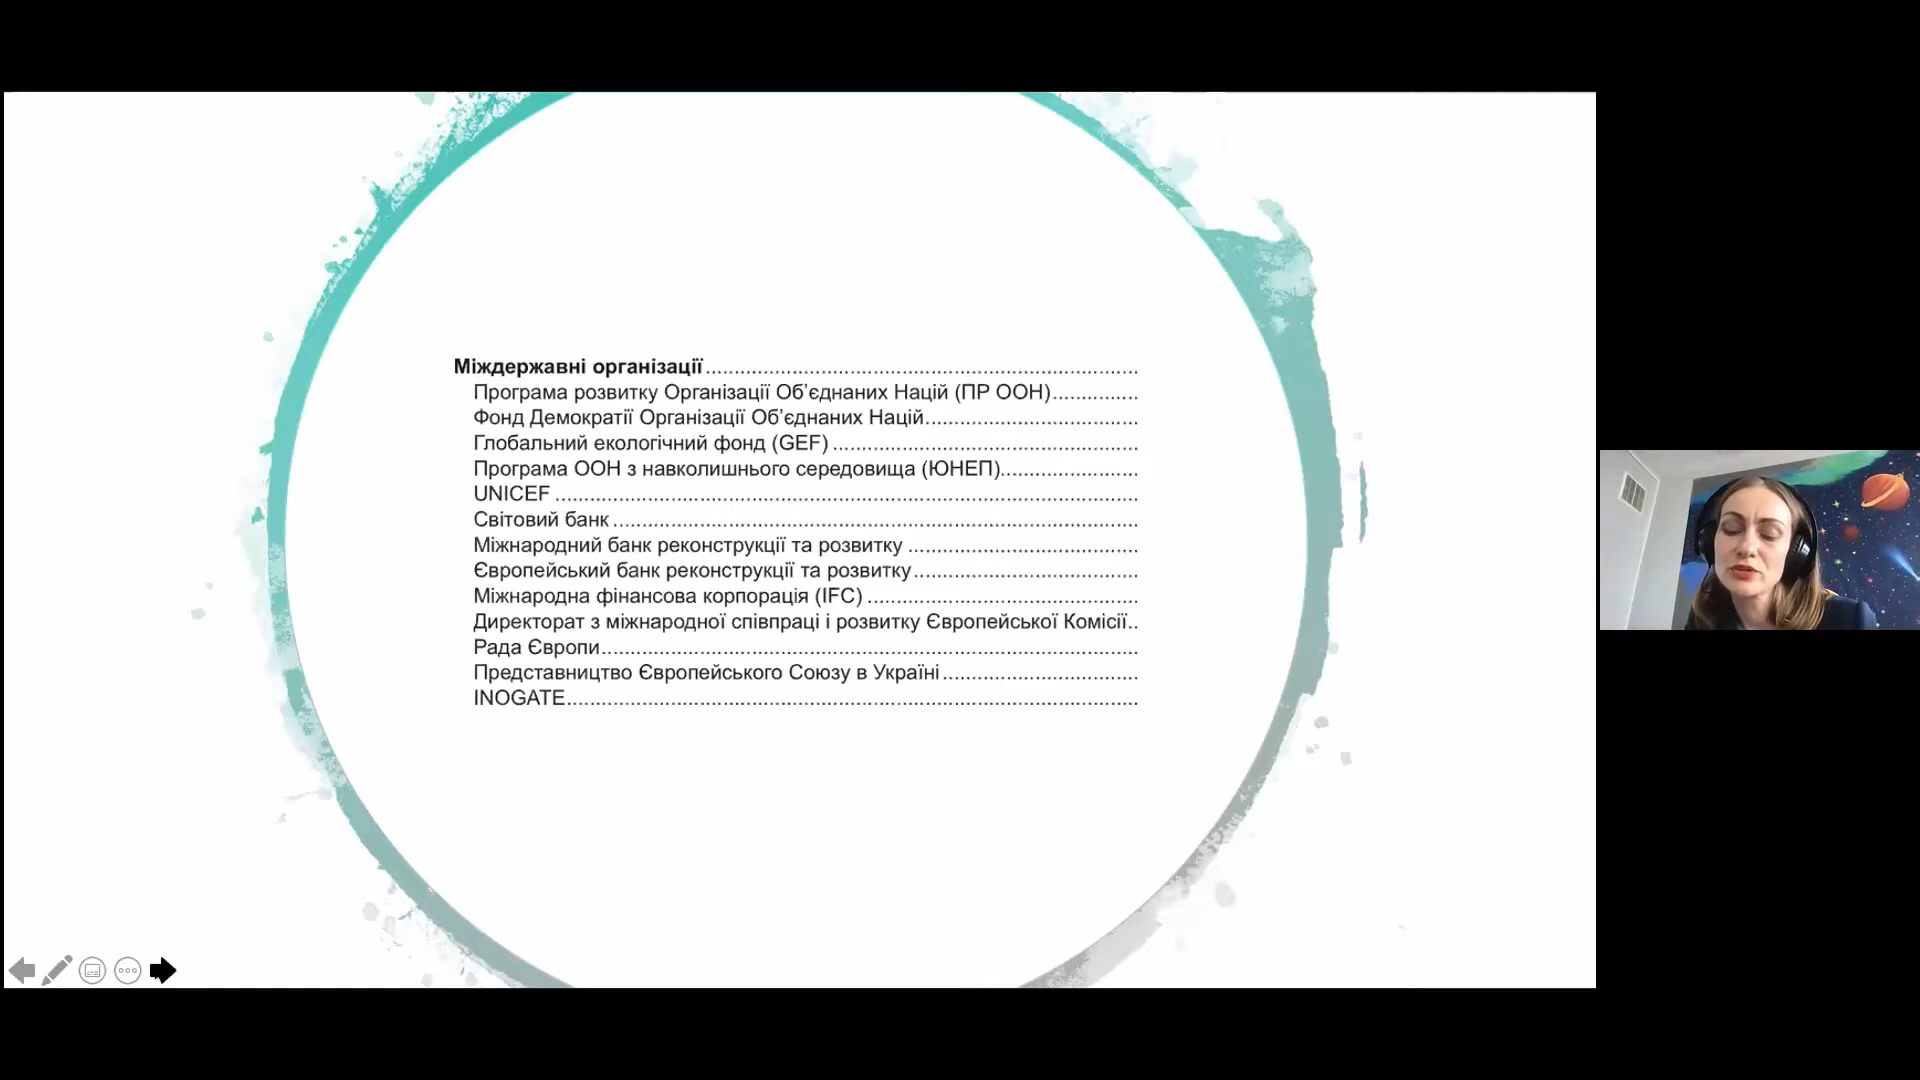 Міждержавні організації
Програма розвитку Організації Об’єднаних Націй (ПР ООН)
Фонд Демократії Організації Об’єднаних Націй
Глобальний екологічний фонд (GEF)
Програма ООН з навколишнього середовища (ЮНЕП)
UNICEF
Світовий банк
Міжнародний банк реконструкції та розвитку
Європейський банк реконструкції та розвитку
Міжнародна фінансова корпорація (IFC)
Директорат з міжнародної співпраці і розвитку Європейської Комісії
Рада Європи
Представництво Європейського Союзу в Україні
INOGATE